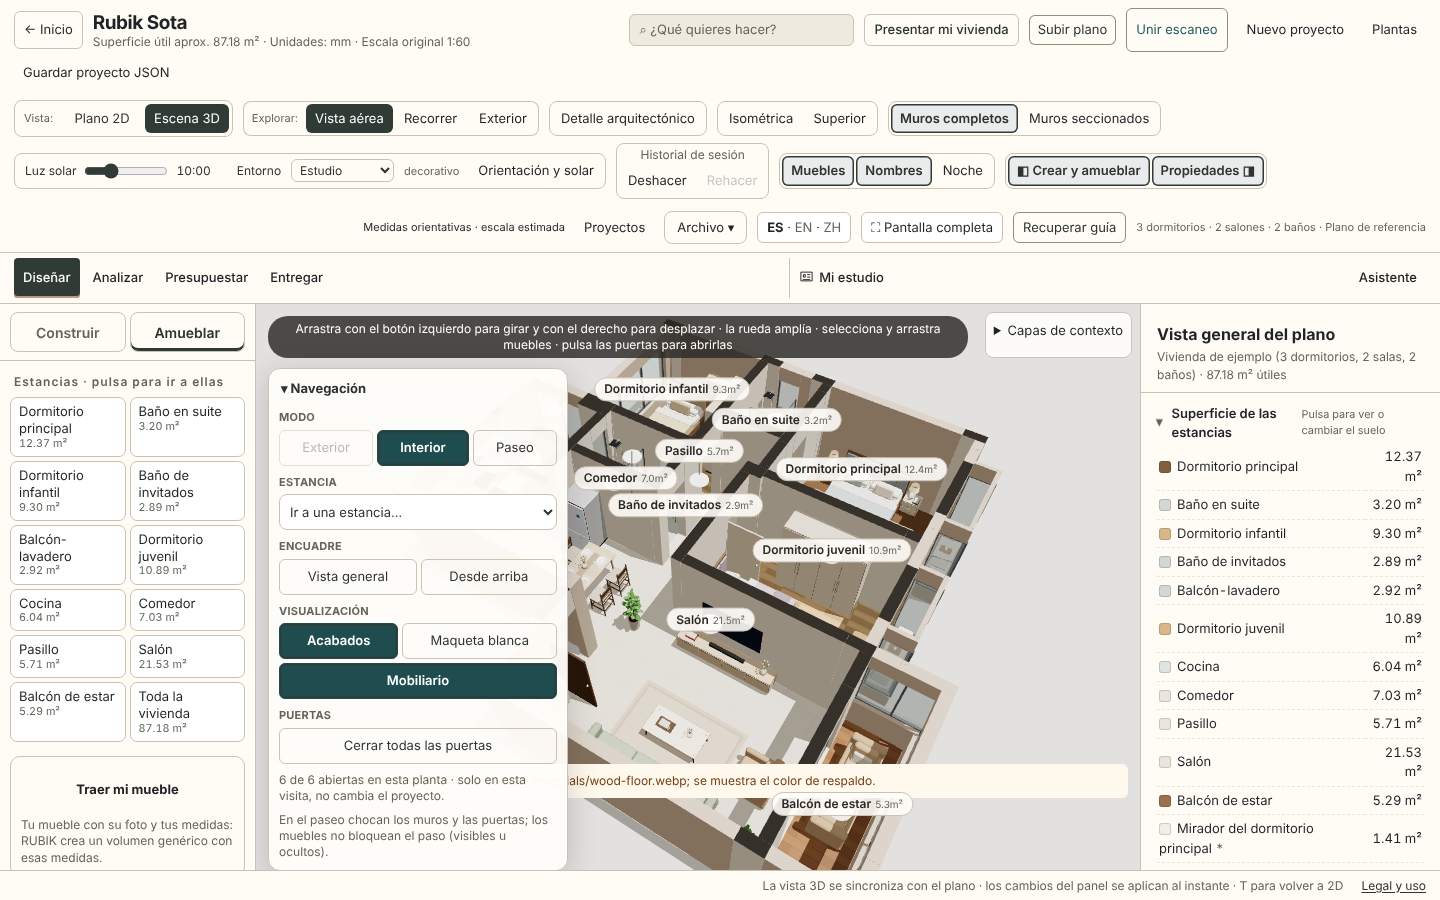 ← Inicio
Rubik Sota
Superficie útil aprox. 87.18 m² · Unidades: mm · Escala original 1:60
¿Qué quieres hacer?
Presentar mi vivienda
Subir plano
Unir escaneo
Nuevo proyecto
Plantas
Guardar proyecto JSON
Vista:
Plano 2D
Escena 3D
Explorar:
Vista aérea
Recorrer
Exterior
Detalle arquitectónico
Isométrica
Superior
Muros completos
Muros seccionados
Luz solar
10:00
Entorno
Estudio
decorativo
Orientación y solar
Historial de sesión
Deshacer
Rehacer
Muebles
Nombres
Noche
◧ Crear y amueblar
Propiedades ◨
Medidas orientativas · escala estimada
Proyectos
Archivo ▾
ES · EN · ZH
⛶ Pantalla completa
Recuperar guía
3 dormitorios · 2 salones · 2 baños · Plano de referencia
Diseñar
Analizar
Presupuestar
Entregar
Mi estudio
Asistente
Construir
Amueblar
Estancias · pulsa para ir a ellas
Dormitorio principal
12.37 m²
Baño en suite
3.20 m²
Dormitorio infantil
9.30 m²
Baño de invitados
2.89 m²
Balcón-lavadero
2.92 m²
Dormitorio juvenil
10.89 m²
Cocina
6.04 m²
Comedor
7.03 m²
Pasillo
5.71 m²
Salón
21.53 m²
Balcón de estar
5.29 m²
Toda la vivienda
87.18 m²
Traer mi mueble
Tu mueble con su foto y tus medidas:
RUBIK crea un volumen genérico con
esas medidas.
Arrastra con el botón izquierdo para girar y con el derecho para desplazar · la rueda amplía · selecciona y arrastra
muebles · pulsa las puertas para abrirlas
▶ Capas de contexto
▾ Navegación
MODO
Exterior
Interior
Paseo
ESTANCIA
Ir a una estancia...
ENCUADRE
Vista general
Desde arriba
VISUALIZACIÓN
Acabados
Maqueta blanca
Mobiliario
PUERTAS
Cerrar todas las puertas
6 de 6 abiertas en esta planta · solo en esta
visita, no cambia el proyecto.
En el paseo chocan los muros y las puertas; los
muebles no bloquean el paso (visibles u
ocultos).
Dormitorio infantil 9.3m²
Baño en suite 3.2m²
Pasillo 5.7m²
Dormitorio principal 12.4m²
Comedor 7.0m²
Baño de invitados 2.9m²
Dormitorio juvenil 10.9m²
Salón 21.5m²
als/wood-floor.webp; se muestra el color de respaldo.
Balcón de estar 5.3m²
Vista general del plano
Vivienda de ejemplo (3 dormitorios, 2 salas, 2
baños) · 87.18 m² útiles
▼ Superficie de las estancias
Pulsa para ver o cambiar el suelo
Dormitorio principal 12.37 m²
Baño en suite 3.20 m²
Dormitorio infantil 9.30 m²
Baño de invitados 2.89 m²
Balcón-lavadero 2.92 m²
Dormitorio juvenil 10.89 m²
Cocina 6.04 m²
Comedor 7.03 m²
Pasillo 5.71 m²
Salón 21.53 m²
Balcón de estar 5.29 m²
Mirador del dormitorio principal * 1.41 m²
La vista 3D se sincroniza con el plano · los cambios del panel se aplican al instante · T para volver a 2D
Legal y uso